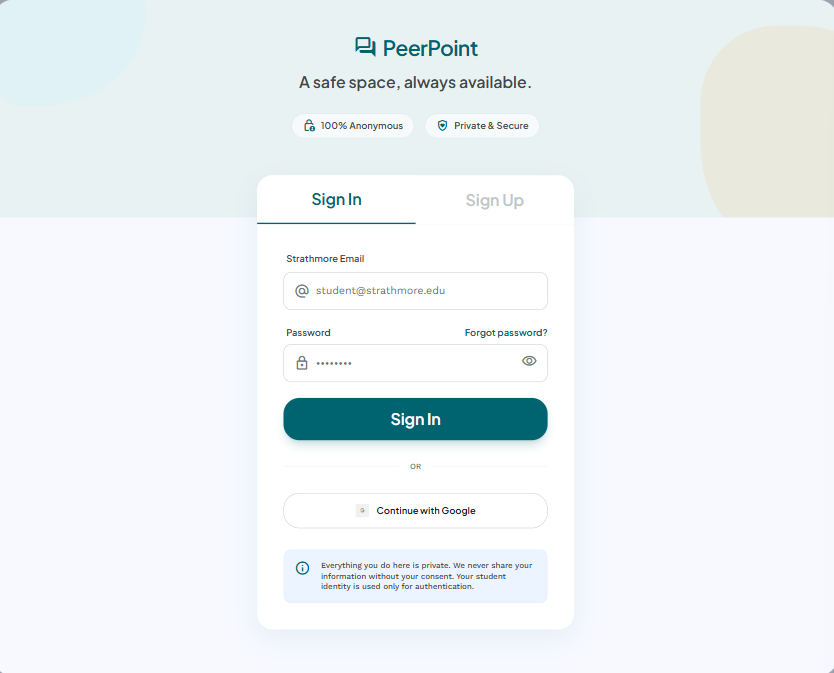 PeerPoint
A safe space, always available.
100% Anonymous
Private & Secure
Sign In
Sign Up
Strathmore Email
student@strathmore.edu
Password
Forgot password?
••••••••
Sign In
OR
G
Continue with Google
Everything you do here is private. We never share your
information without your consent. Your student
identity is used only for authentication.